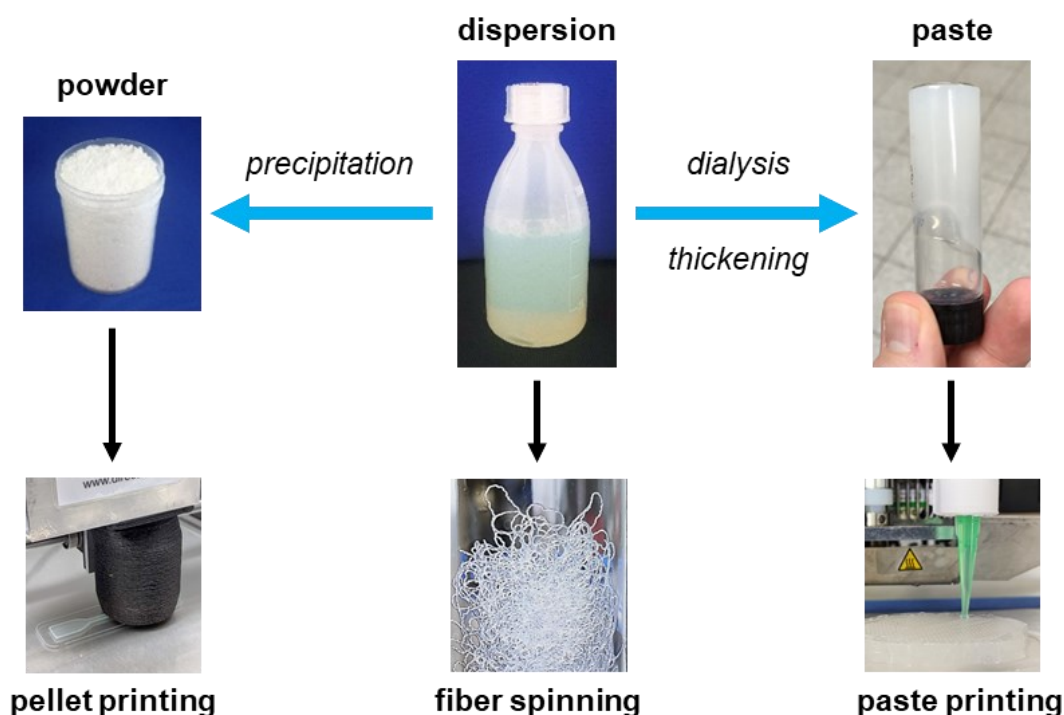 dispersion
paste
powder
precipitation
dialysis
thickening
pellet printing
fiber spinning
paste printing